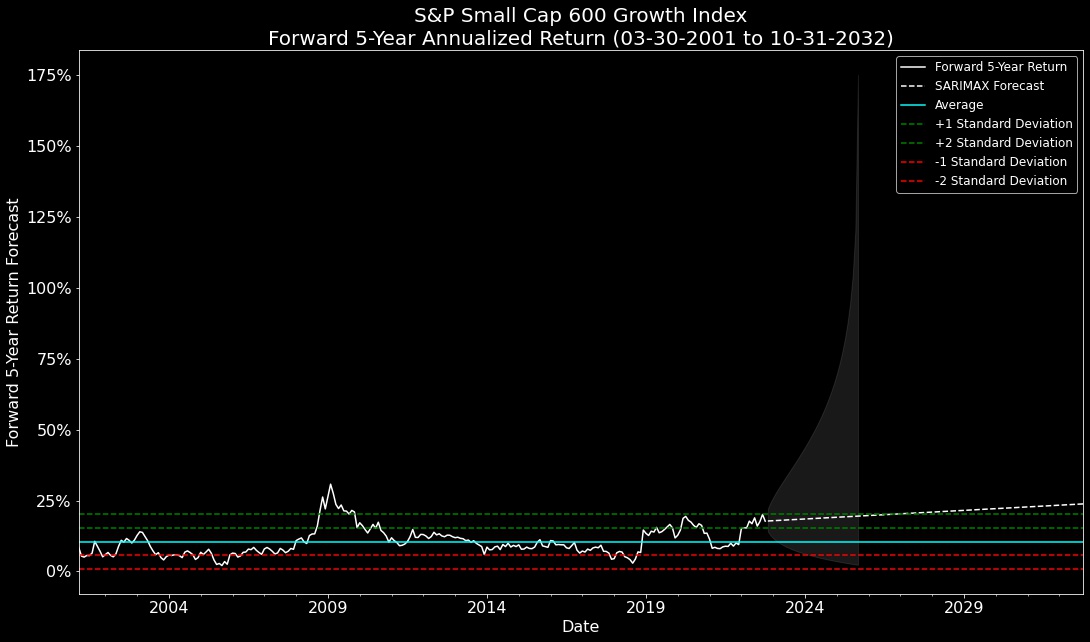 S&P Small Cap 600 Growth Index
Forward 5-Year Annualized Return (03-30-2001 to 10-31-2032)
Forward 5-Year Return
SARIMAX Forecast
Average
+1 Standard Deviation
+2 Standard Deviation
-1 Standard Deviation
-2 Standard Deviation
Forward 5-Year Return Forecast
175%
150%
125%
100%
75%
50%
25%
0%
2004 2009 2014 2019 2024 2029
Date